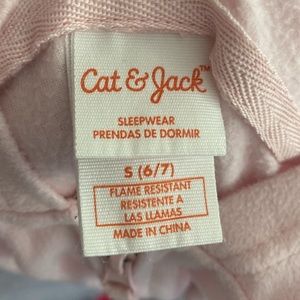 Cat & Jack™
SLEEPWEAR
PRENDAS DE DORMIR
S (6/7)
FLAME RESISTANT
RESISTENTE A
LAS LLAMAS
MADE IN CHINA